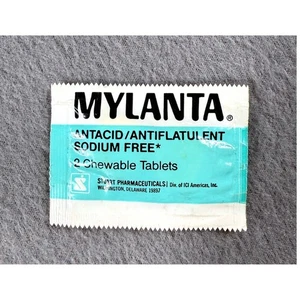 MYLANTA®
ANTACID/ANTIFLATULENT
SODIUM FREE*
2 Chewable Tablets
STUART PHARMACEUTICALS | Div. of ICI Americas, Inc.
WILMINGTON, DELAWARE 19897